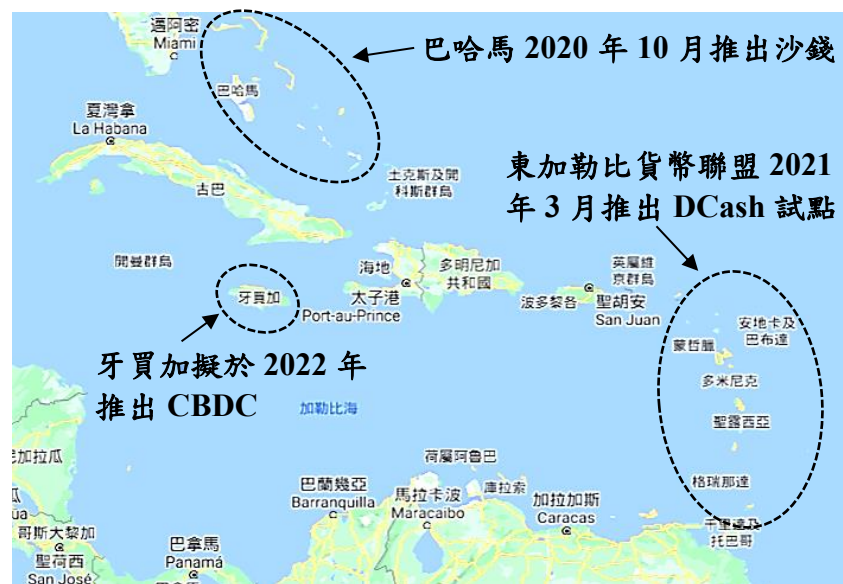 邁阿密
Miami
巴哈馬 2020 年 10 月推出沙錢
巴哈馬
夏灣拿
La Habana
古巴
土克斯及開
科斯群島
東加勒比貨幣聯盟 2021
年 3 月推出 DCash 試點
開曼群島
牙買加
海地
太子港
Port-au-Prince
多明尼加
共和國
波多黎各
聖胡安
San Juan
英屬維
京群島
安地卡及
巴布達
蒙哲臘
多米尼克
聖露西亞
格瑞那達
千里達及
托巴哥
牙買加擬於 2022 年
推出 CBDC
加勒比海
荷屬阿魯巴
庫拉索
巴蘭幾亞
Barranquilla
馬拉卡波
Maracaibo
加拉加斯
Caracas
尼加拉瓜
哥斯大黎加
聖荷西
San José
巴拿馬
Panamá